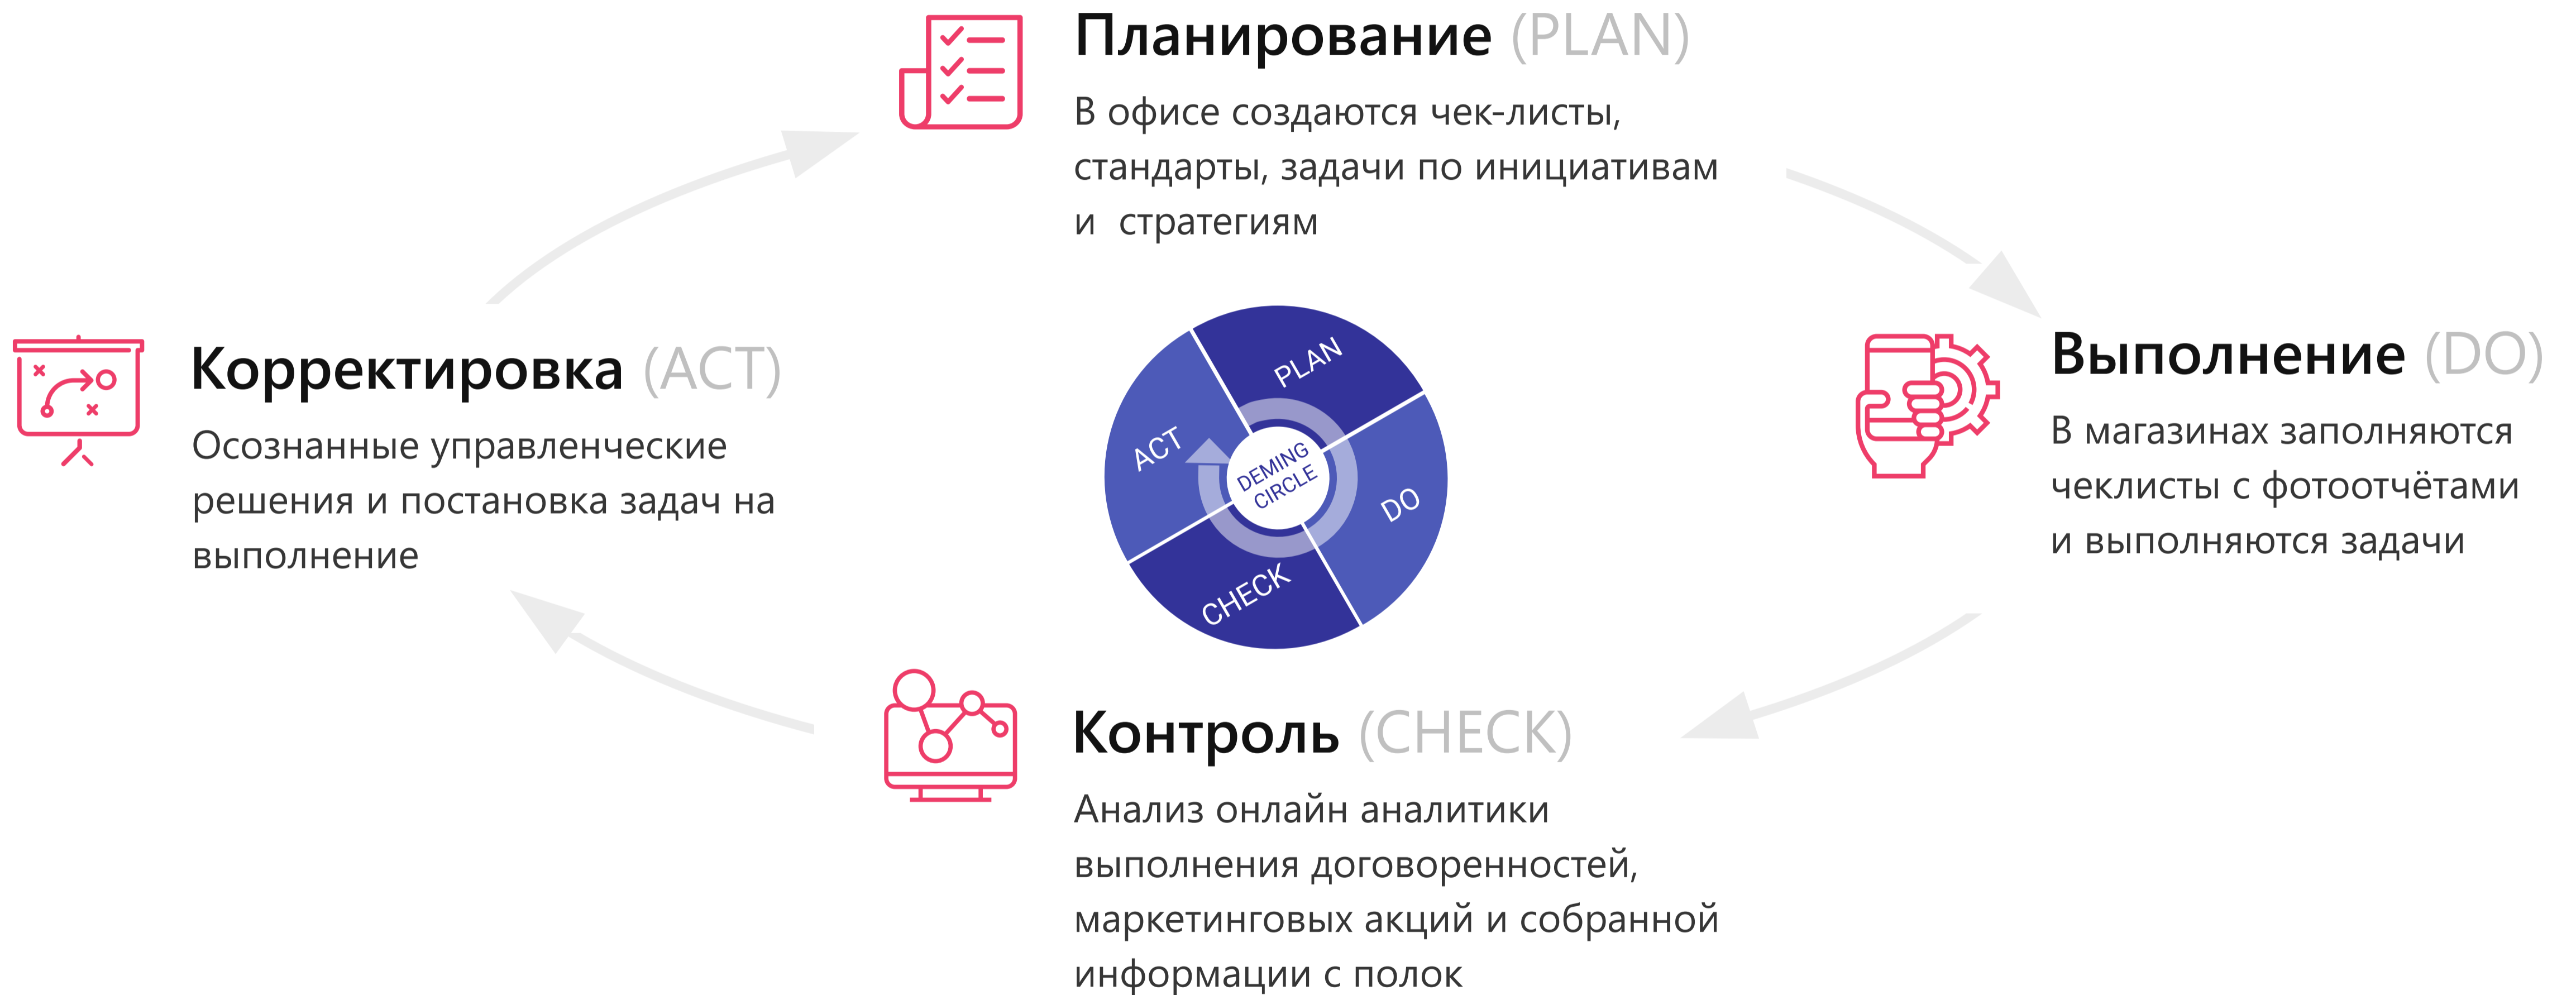 Планирование (PLAN)
В офисе создаются чек-листы,
стандарты, задачи по инициативам
и стратегиям
Выполнение (DO)
В магазинах заполняются
чеклисты с фотоотчётами
и выполняются задачи
Контроль (CHECK)
Анализ онлайн аналитики
выполнения договоренностей,
маркетинговых акций и собранной
информации с полок
Корректировка (ACT)
Осознанные управленческие
решения и постановка задач на
выполнение
PLAN
DO
CHECK
ACT
DEMING
CIRCLE